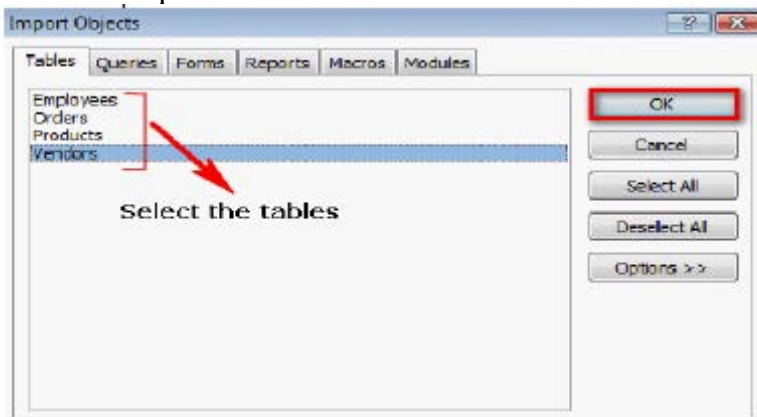 Import Objects
Tables Queries Forms Reports Macros Modules
Employees
Orders
Products
Vendors
Select the tables
OK
Cancel
Select All
Deselect All
Options >>